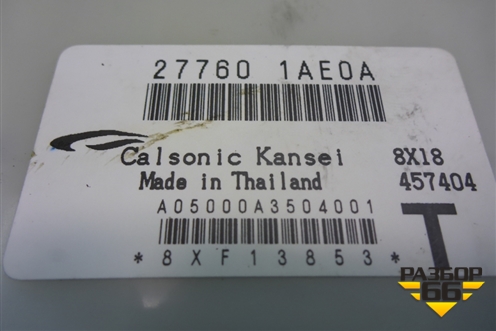 27760 1AE0A
Calsonic Kansei 8X18
Made in Thailand 457404
A05000A3504001 T
*8XF13853*
РАЗБОР
66